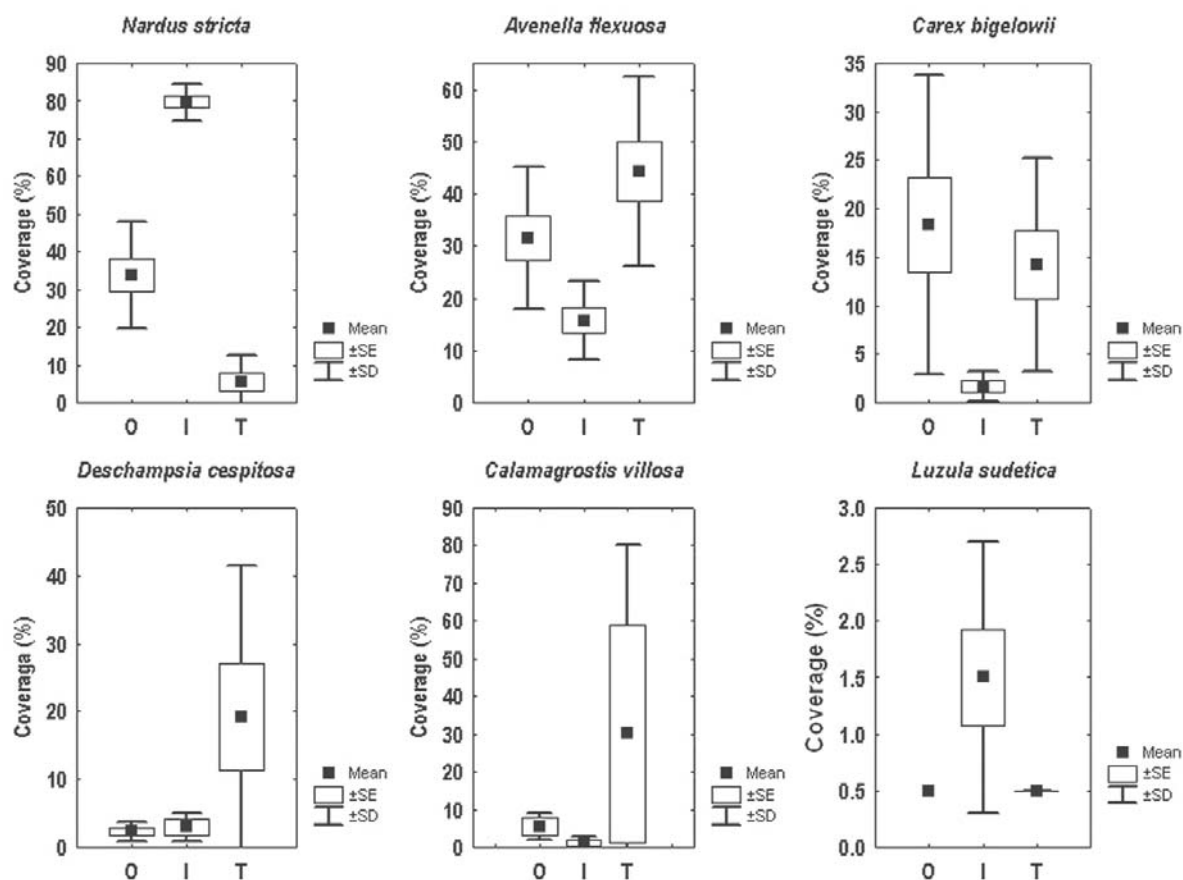 Nardus stricta
Coverage (%)
90
80
70
60
50
40
30
20
10
0
O I T
Mean
±SE
±SD
Avenella flexuosa
Coverage (%)
60
50
40
30
20
10
0
O I T
Mean
±SE
±SD
Carex bigelowii
Coverage (%)
35
30
25
20
15
10
5
0
O I T
Mean
±SE
±SD
Deschampsia cespitosa
Coveraga (%)
50
40
30
20
10
0
O I T
Mean
±SE
±SD
Calamagrostis villosa
Coverage (%)
90
80
70
60
50
40
30
20
10
0
O I T
Mean
±SE
±SD
Luzula sudetica
Coverage (%)
3.0
2.5
2.0
1.5
1.0
0.5
0.0
O I T
Mean
±SE
±SD